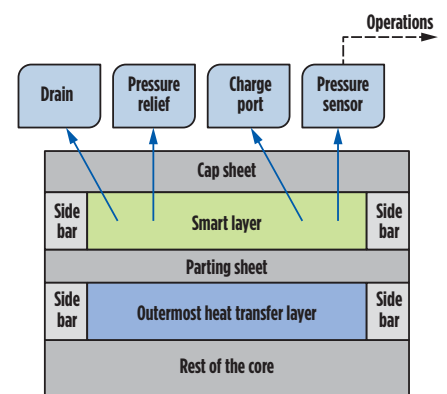 Operations
Drain
Pressure
relief
Charge
port
Pressure
sensor
Cap sheet
Side
bar
Smart layer
Side
bar
Parting sheet
Side
bar
Outermost heat transfer layer
Side
bar
Rest of the core